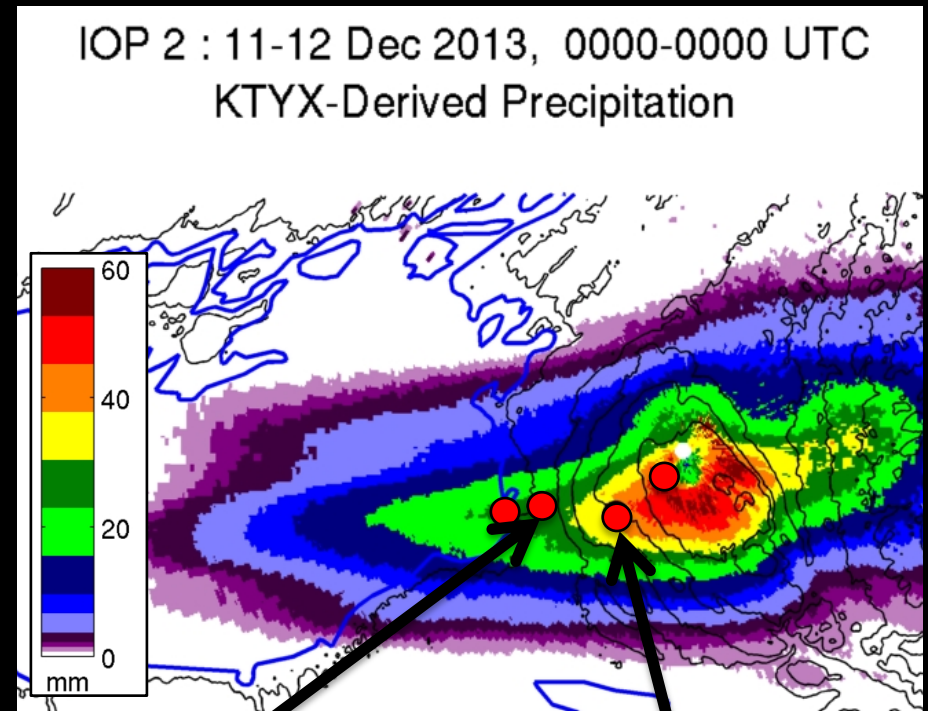 IOP 2 : 11-12 Dec 2013, 0000-0000 UTC
KTYX-Derived Precipitation
60
40
20
0
mm